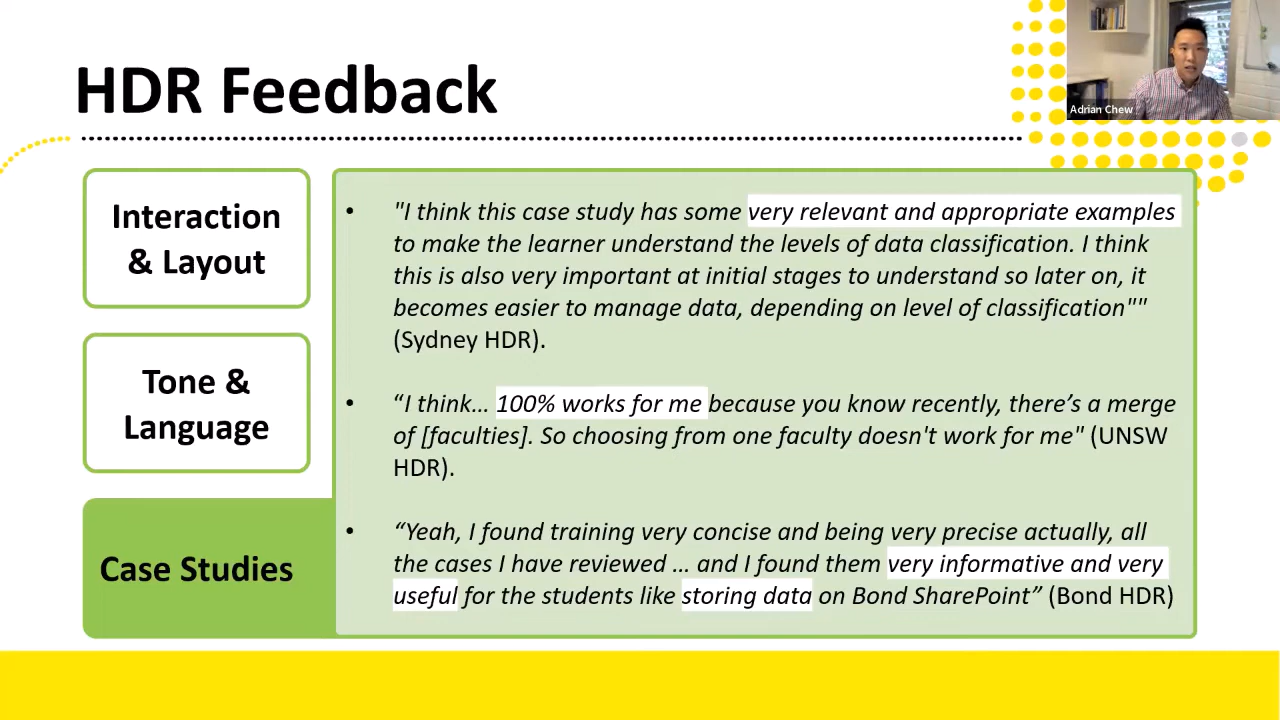 HDR Feedback
Adrian Chew
Interaction
& Layout
Tone &
Language
Case Studies
• "I think this case study has some very relevant and appropriate examples
to make the learner understand the levels of data classification. I think
this is also very important at initial stages to understand so later on, it
becomes easier to manage data, depending on level of classification""
(Sydney HDR).
• “I think… 100% works for me because you know recently, there’s a merge
of [faculties]. So choosing from one faculty doesn't work for me" (UNSW
HDR).
• “Yeah, I found training very concise and being very precise actually, all
the cases I have reviewed … and I found them very informative and very
useful for the students like storing data on Bond SharePoint” (Bond HDR)